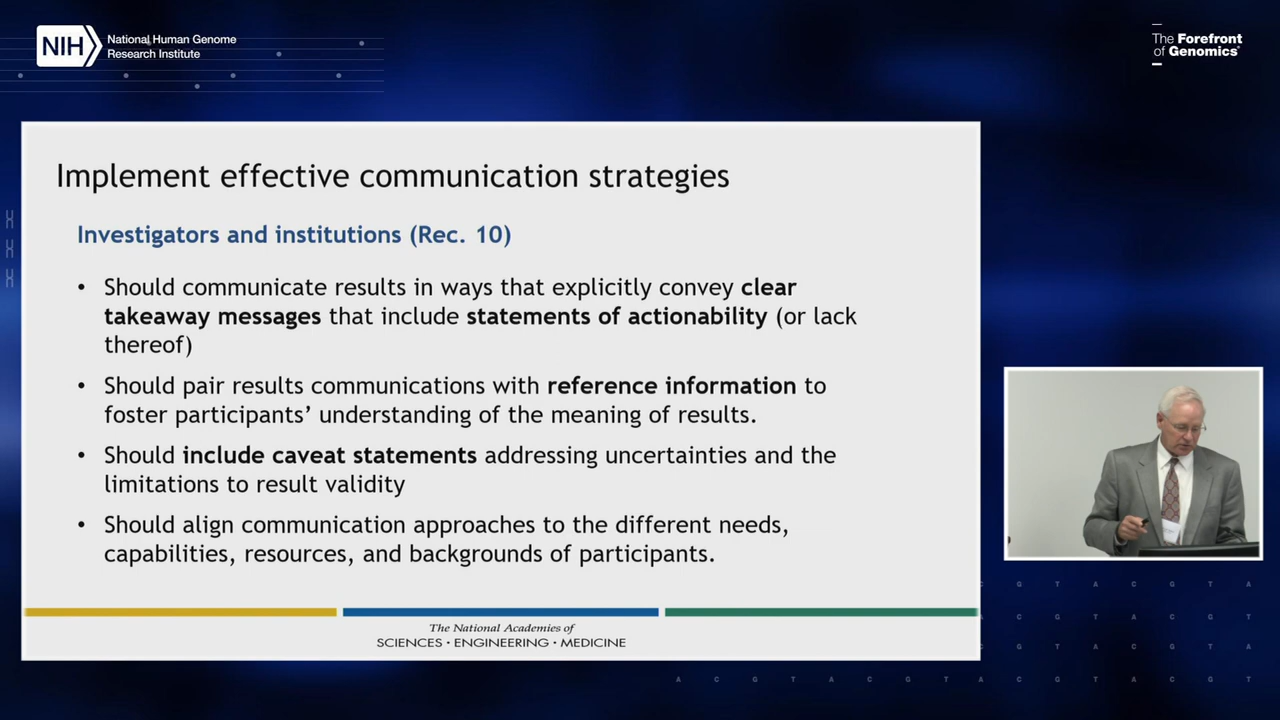 NIH
National Human Genome
Research Institute
The Forefront
of Genomics®
Implement effective communication strategies
Investigators and institutions (Rec. 10)
• Should communicate results in ways that explicitly convey clear
takeaway messages that include statements of actionability (or lack
thereof)
• Should pair results communications with reference information to
foster participants’ understanding of the meaning of results.
• Should include caveat statements addressing uncertainties and the
limitations to result validity
• Should align communication approaches to the different needs,
capabilities, resources, and backgrounds of participants.
The National Academies of
SCIENCES · ENGINEERING · MEDICINE
C G T A C G T A
C G T A C G T
C G T A C G T A
A C G T A C G T A C G T A C G T